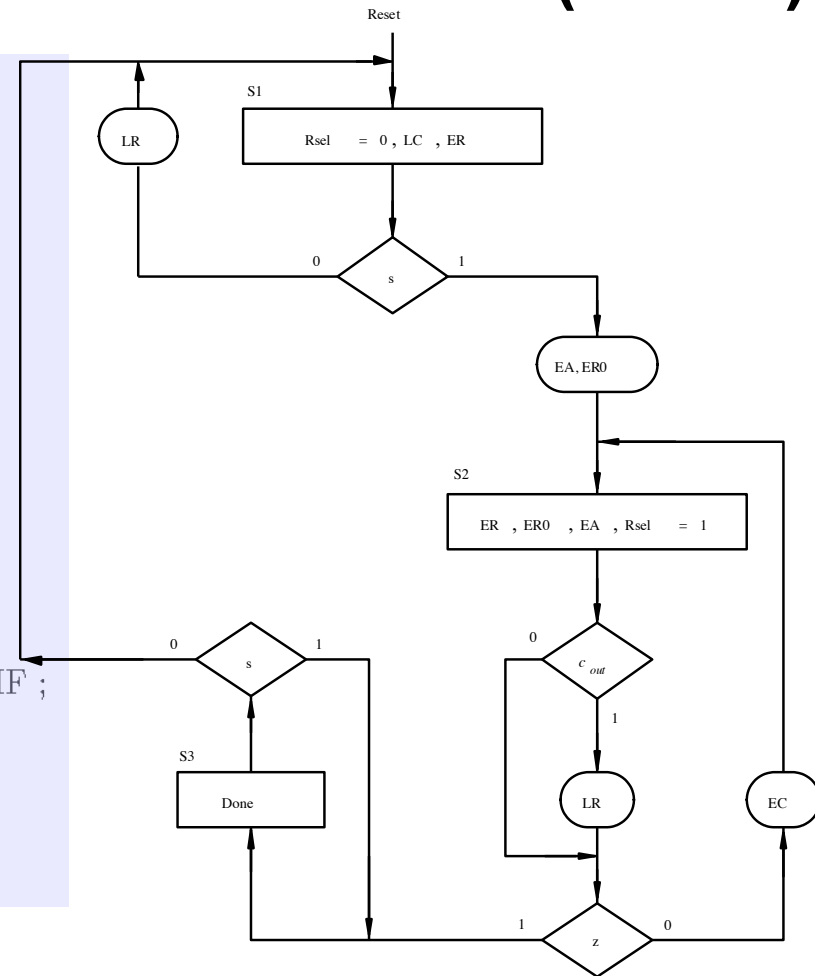 Reset
S1
LR
Rsel = 0 , LC , ER
0
1
s
EA, ER0
S2
ER , ER0 , EA , Rsel = 1
0
1
0
s
c out
IF ;
1
S3
Done
LR
EC
1
0
z